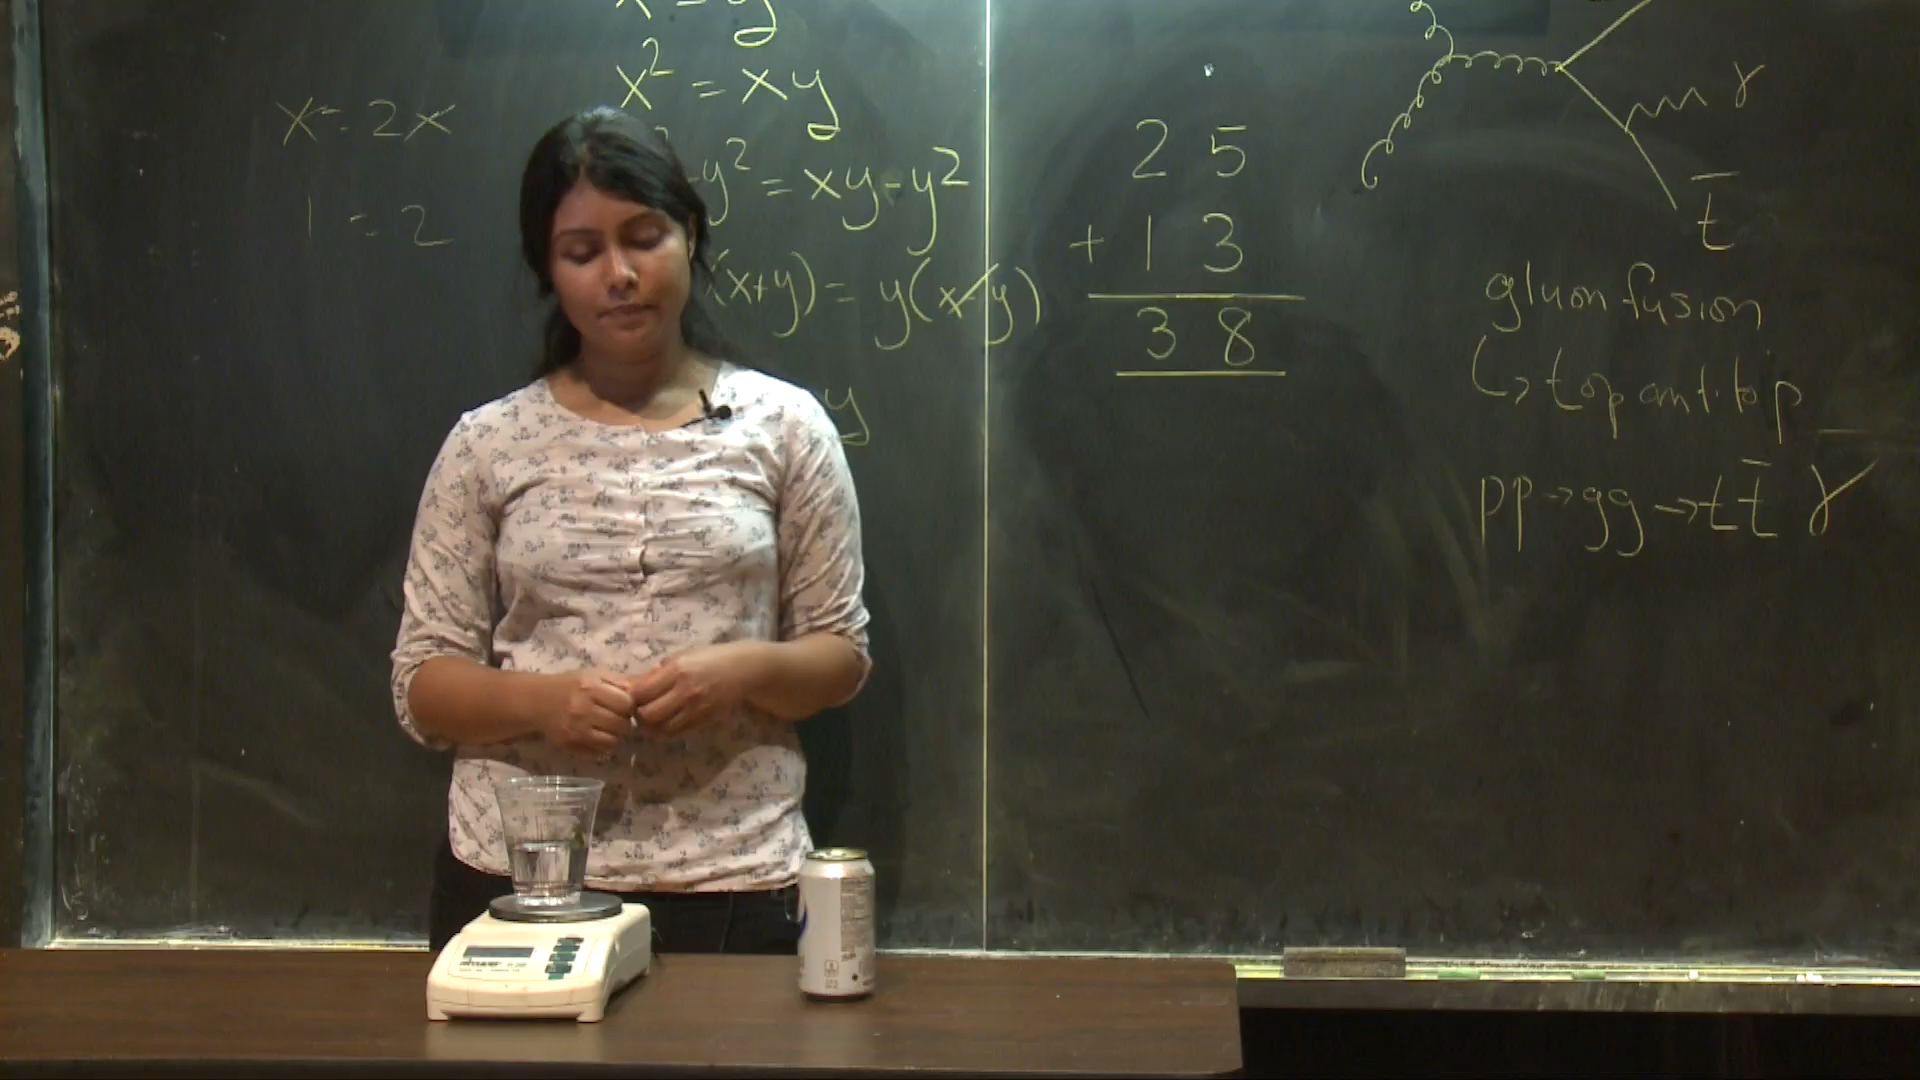 x = 2x
1 = 2
x = y
x² = xy
-y² = xy-y²
(x+y) = y(x-y)
y
2 5
+ 1 3
3 8
γ
t̄
gluon fusion
↳ top antitop
pp→gg→tt̄ γ